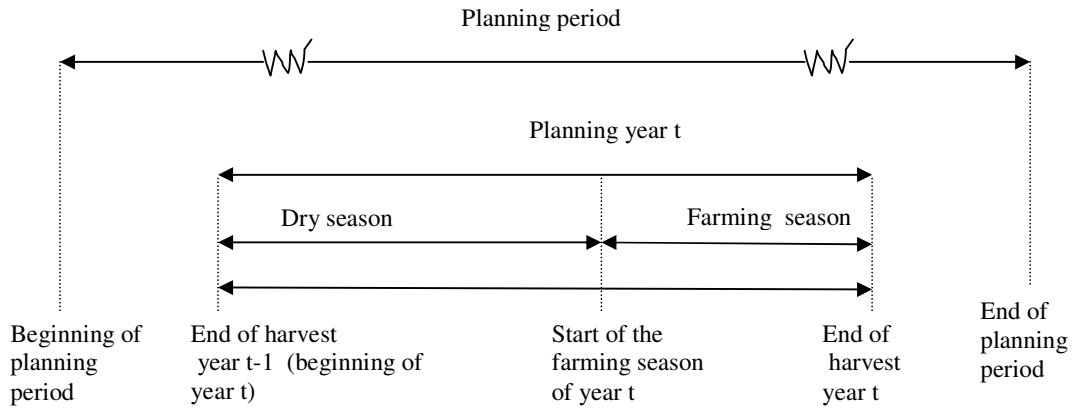 Planning period
Planning year t
Dry season
Farming season
Beginning of
planning
period
End of harvest
year t-1 (beginning of
year t)
Start of the
farming season
of year t
End of
harvest
year t
End of
planning
period